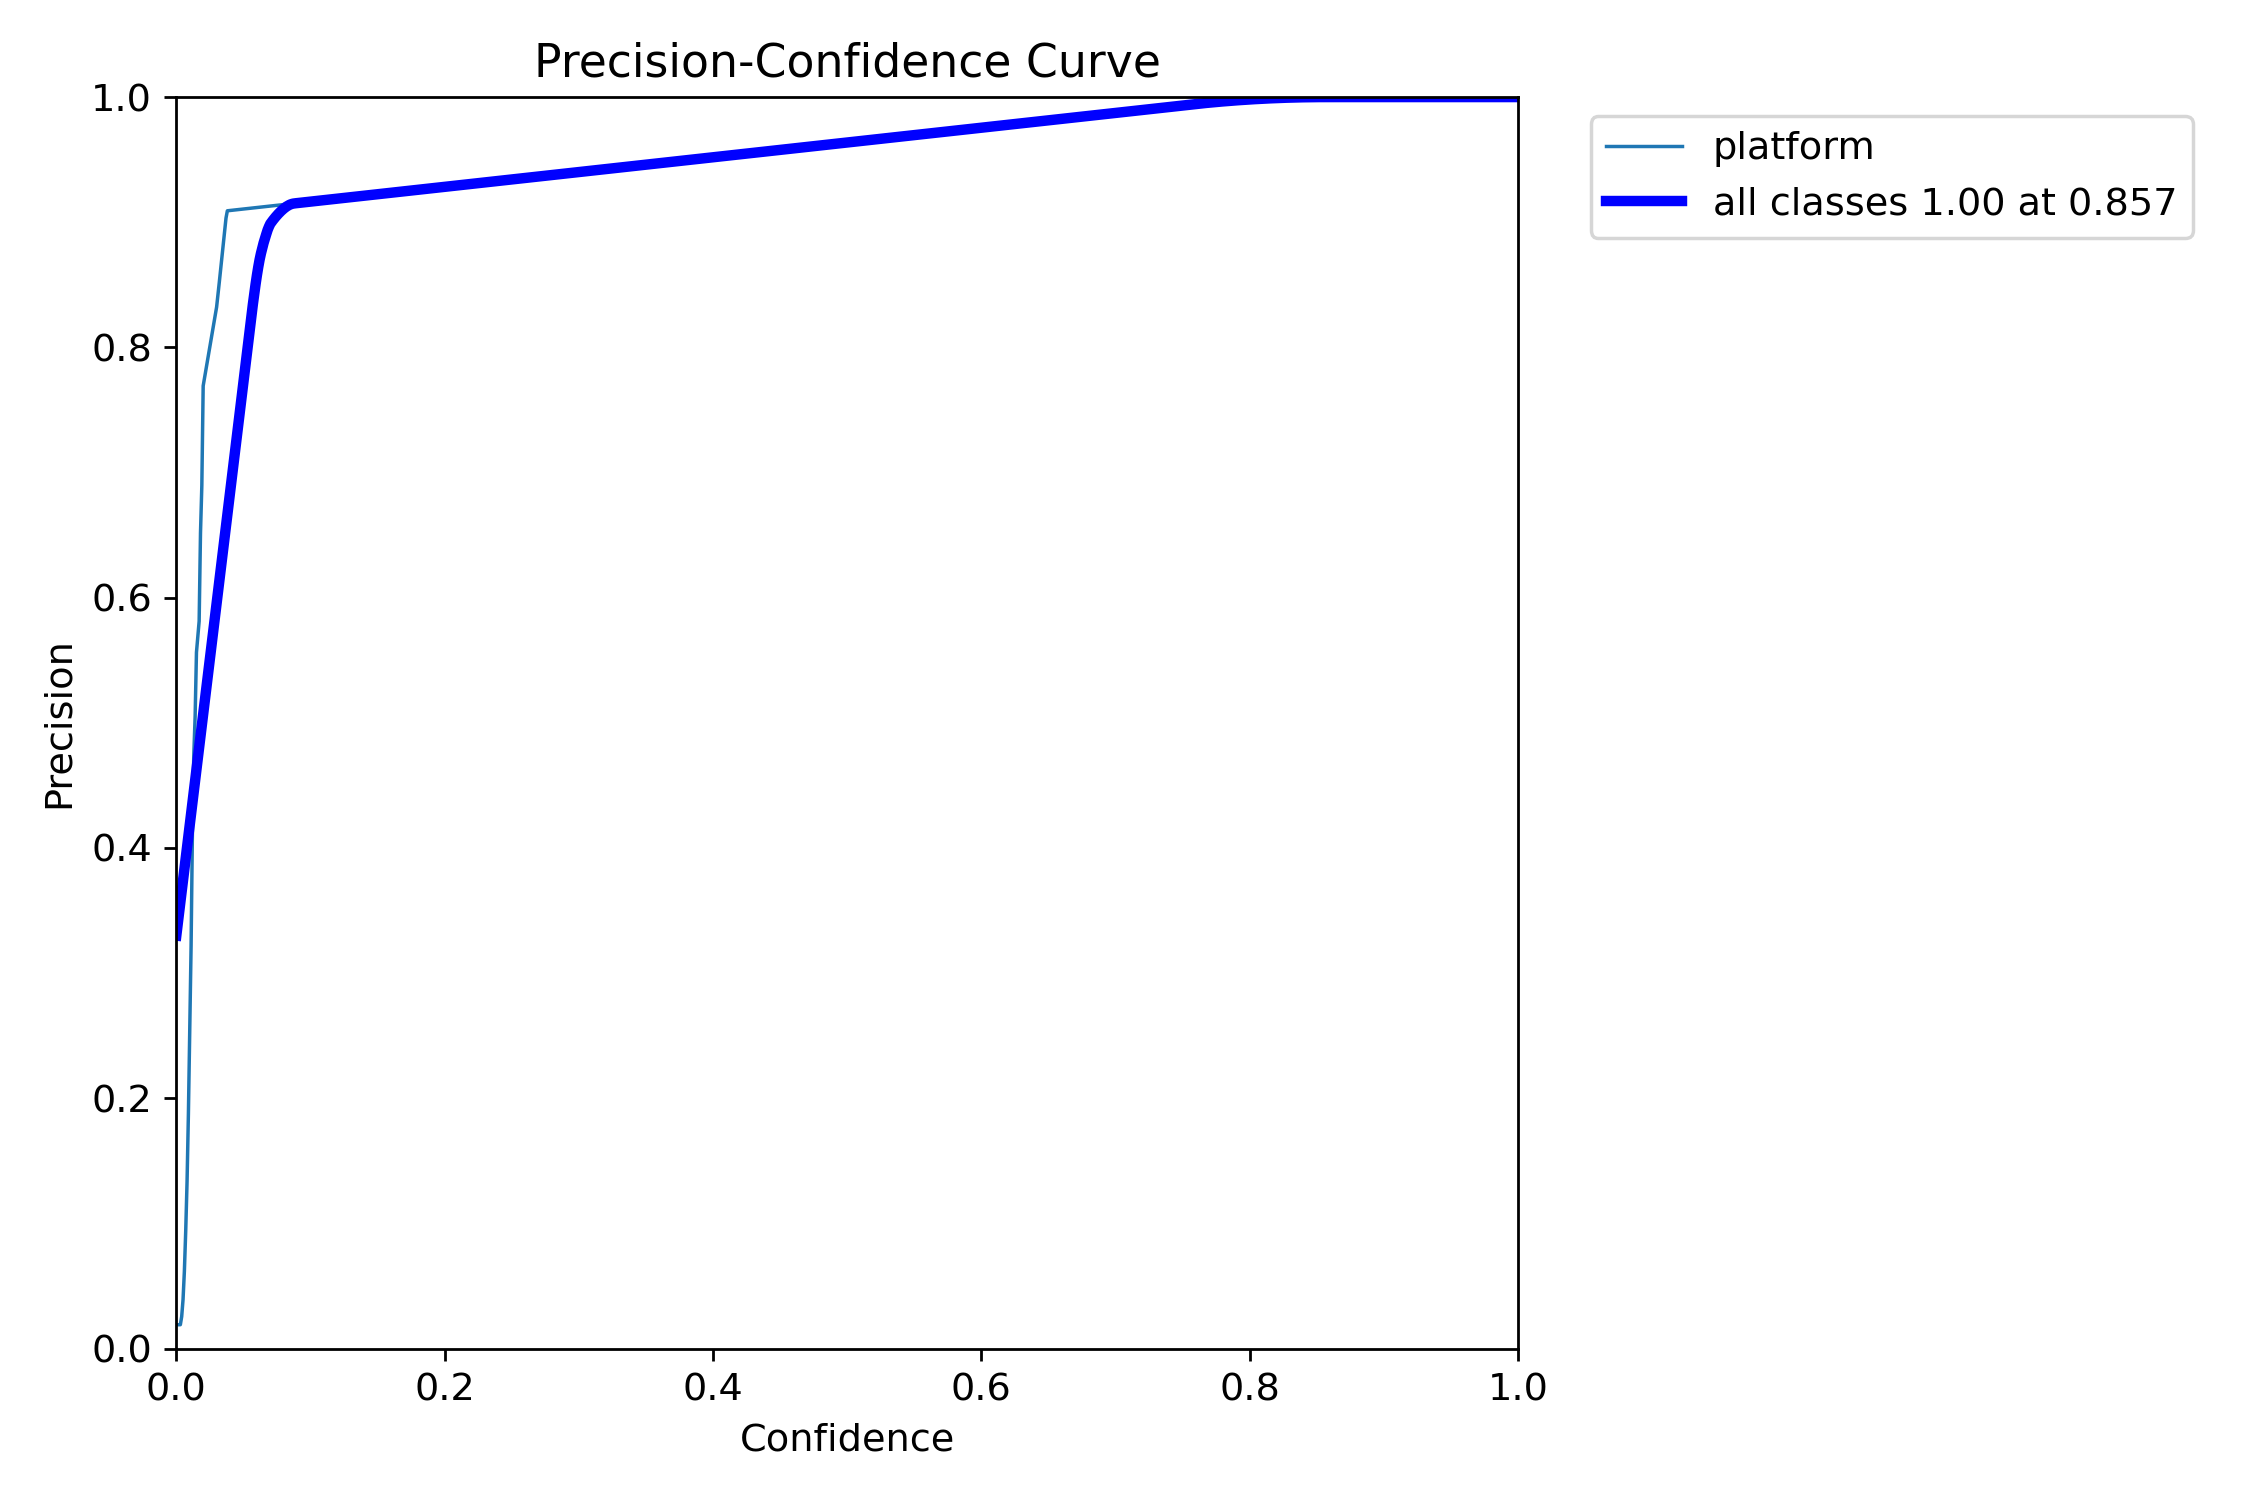 Precision-Confidence Curve
1.0
0.8
0.6
0.4
0.2
0.0
Precision
0.0 0.2 0.4 0.6 0.8 1.0
Confidence
platform
all classes 1.00 at 0.857